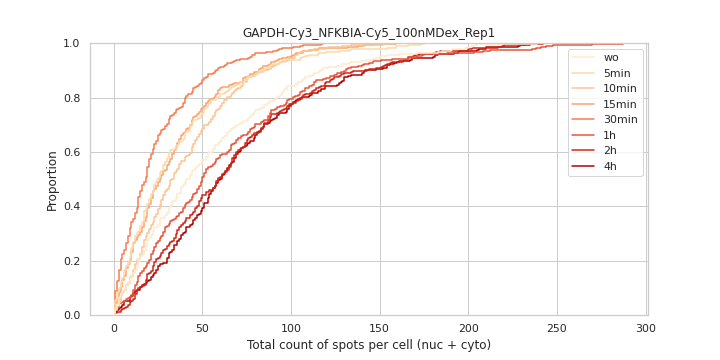 GAPDH-Cy3_NFKBIA-Cy5_100nMDex_Rep1
1.0
0.8
0.6
0.4
0.2
0.0
Proportion
0
50
100
150
200
250
300
Total count of spots per cell (nuc + cyto)
wo
5min
10min
15min
30min
1h
2h
4h